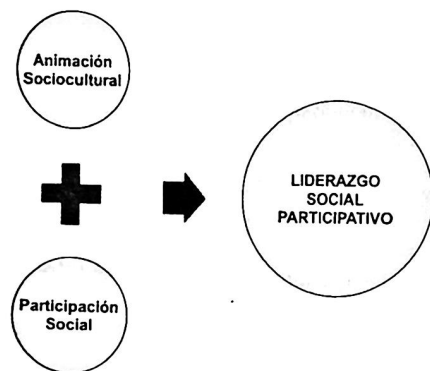 Animación
Sociocultural
LIDERAZGO
SOCIAL
PARTICIPATIVO
Participación
Social